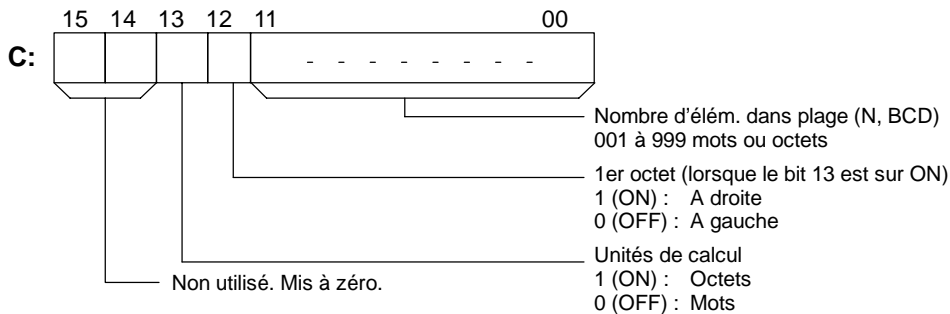 15 14 13 12 11 00
C: - - - - - - - -
Nombre d'élém. dans plage (N, BCD)
001 à 999 mots ou octets
1er octet (lorsque le bit 13 est sur ON)
1 (ON) : A droite
0 (OFF) : A gauche
Unités de calcul
1 (ON) : Octets
0 (OFF) : Mots
Non utilisé. Mis à zéro.